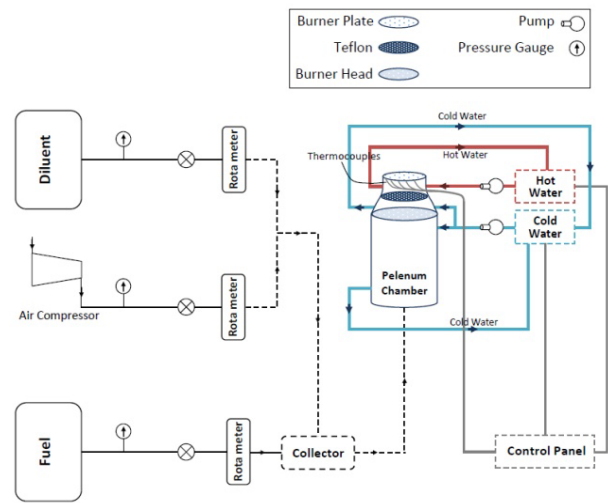 Burner Plate
Pump
Teflon
Pressure Gauge
Burner Head
Cold Water
Hot Water
Thermocouples
Diluent
Rota meter
Hot
Water
Cold
Water
Pelenum
Chamber
Air Compressor
Rota meter
Cold Water
Fuel
Rota meter
Collector
Control Panel